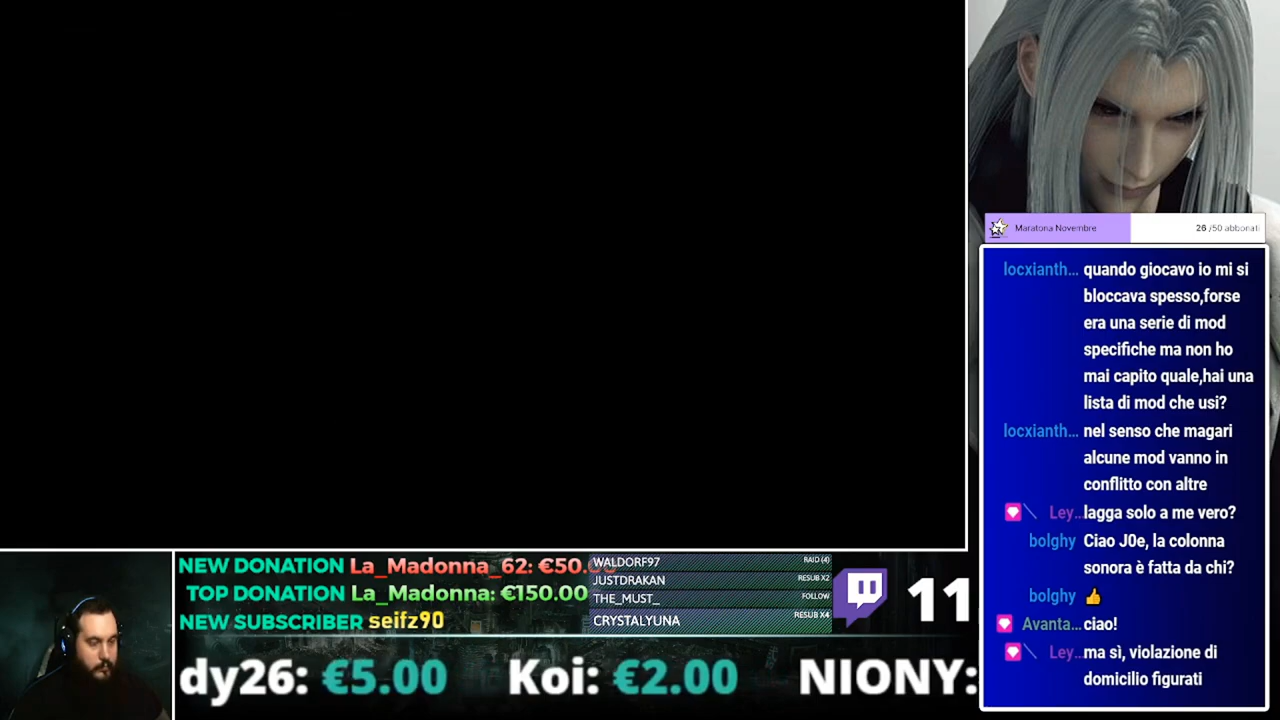 Maratona Novembre 26 /50 abbonati
locxianth... quando giocavo io mi si
bloccava spesso,forse
era una serie di mod
specifiche ma non ho
mai capito quale,hai una
lista di mod che usi?
locxianth... nel senso che magari
alcune mod vanno in
conflitto con altre
Ley... lagga solo a me vero?
bolghy Ciao J0e, la colonna
sonora è fatta da chi?
bolghy 👍
Avanta... ciao!
Ley... ma sì, violazione di
domicilio figurati
NEW DONATION La_Madonna_62: €50.00
TOP DONATION La_Madonna: €150.00
NEW SUBSCRIBER seifz90
WALDORF97 RAID (4)
JUSTDRAKAN RESUB X2
THE_MUST_ FOLLOW
CRYSTALYUNA RESUB X4
11
dy26: €5.00 Koi: €2.00 NIONY: